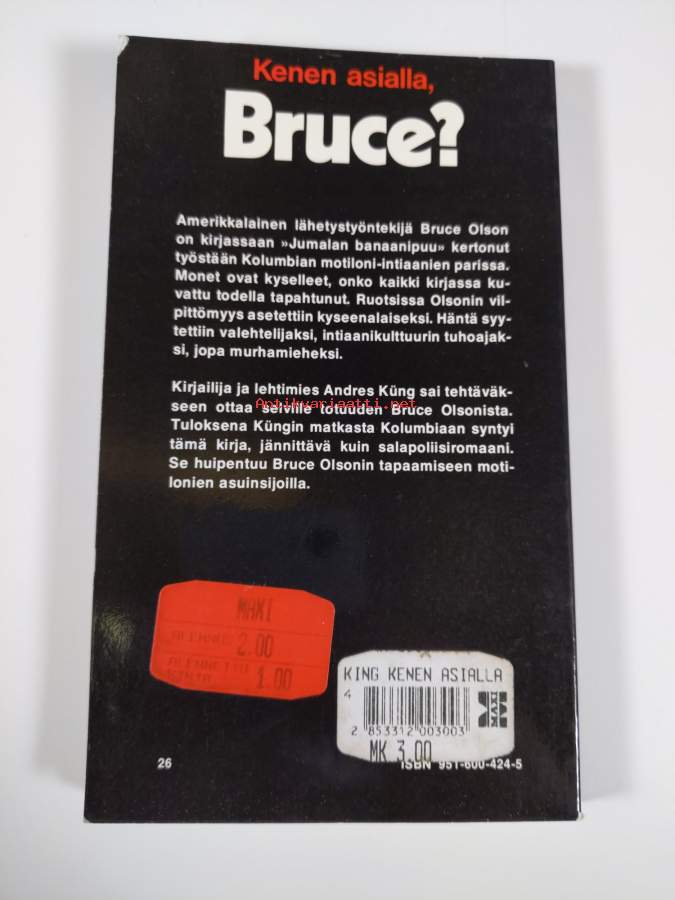 Kenen asialla,
Bruce?
Amerikkalainen lähetystyöntekijä Bruce Olson
on kirjassaan »Jumalan banaanipuu» kertonut
työstään Kolumbian motiloni-intiaanien parissa.
Monet ovat kyselleet, onko kaikki kirjassa ku-
vattu todella tapahtunut. Ruotsissa Olsonin vil-
pittömyys asetettiin kyseenalaiseksi. Häntä syy-
tettiin valehtelijaksi, intiaanikulttuurin tuhoajak-
si, jopa murhamieheksi.
Kirjailija ja lehtimies Andres Küng sai tehtäväk-
seen ottaa selville totuuden Bruce Olsonista.
Antikvariaatti.net
Tuloksena Küngin matkasta Kolumbiaan syntyi
tämä kirja, jännittävä kuin salapoliisiromaani.
Se huipentuu Bruce Olsonin tapaamiseen moti-
lonien asuinsijoilla.
MAXI
ALENNUS 2.00
ALENNETTU
HINTA 1.00
KING KENEN ASIALLA
4
MAXI
2 853312 003003
MK 3.00
26
ISBN 951-600-424-5